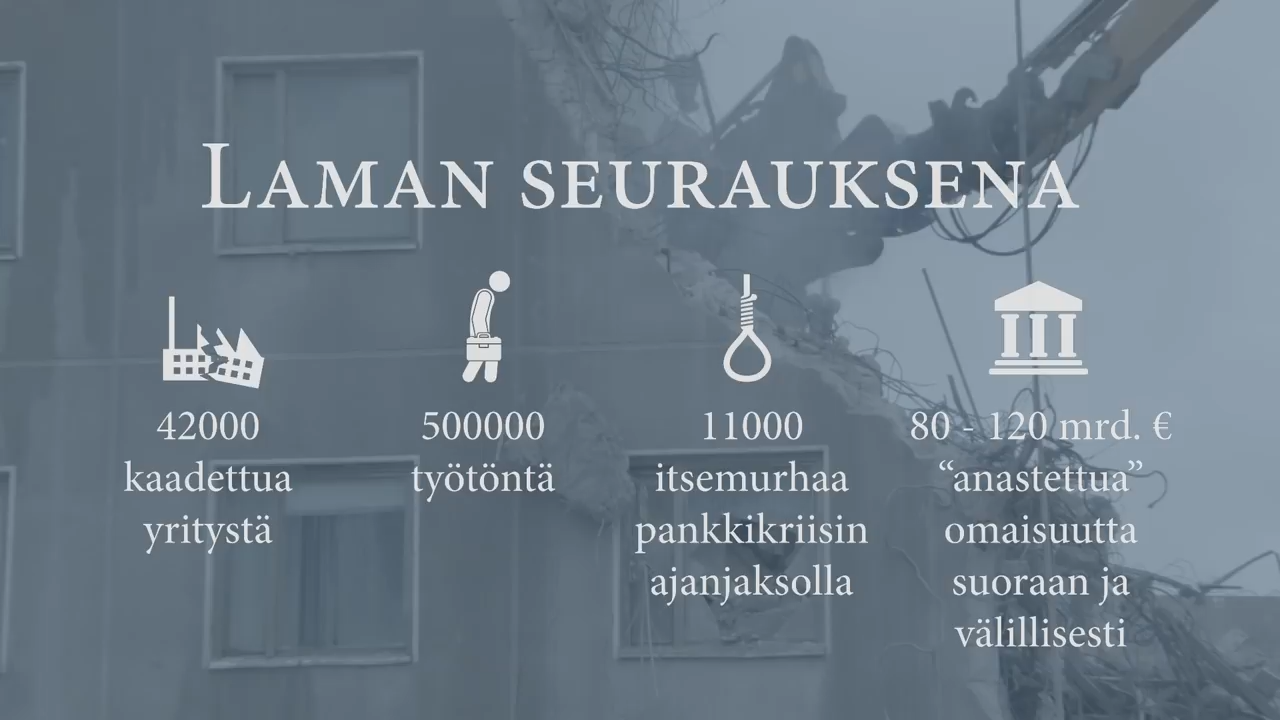 LAMAN SEURAUKSENA
42000
kaadettua
yritystä
500000
työtöntä
11000
itsemurhaa
pankkikriisin
ajanjaksolla
80 - 120 mrd. €
“anastettua”
omaisuutta
suoraan ja
välillisesti